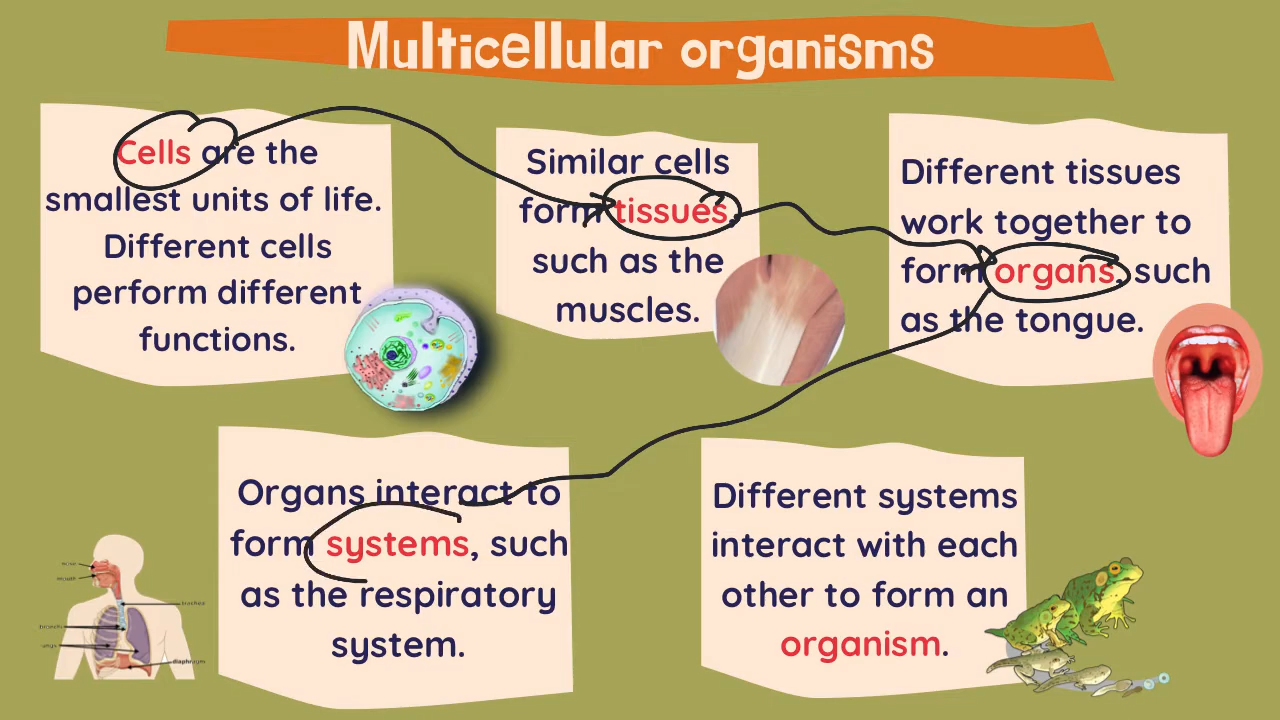 Multicellular organisms
Cells are the
smallest units of life.
Different cells
perform different
functions.
Similar cells
form tissues,
such as the
muscles.
Different tissues
work together to
form organs, such
as the tongue.
Organs interact to
form systems, such
as the respiratory
system.
Different systems
interact with each
other to form an
organism.
diaphragm